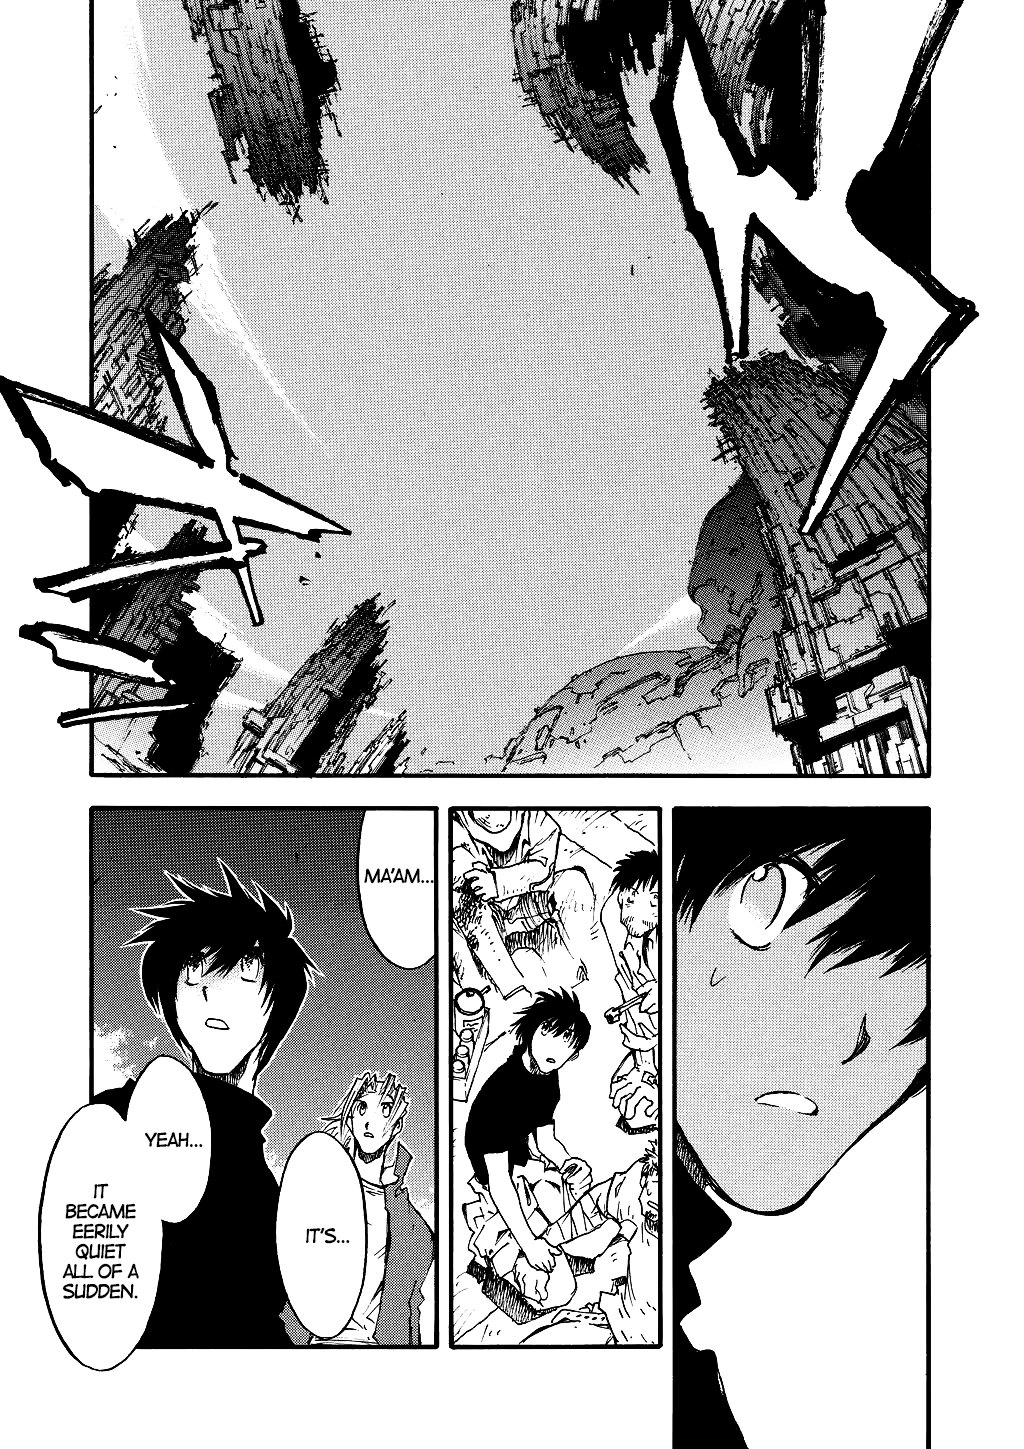 MA'AM...
IT'S...
YEAH...
IT
BECAME
EERILY
QUIET
ALL OF A
SUDDEN.